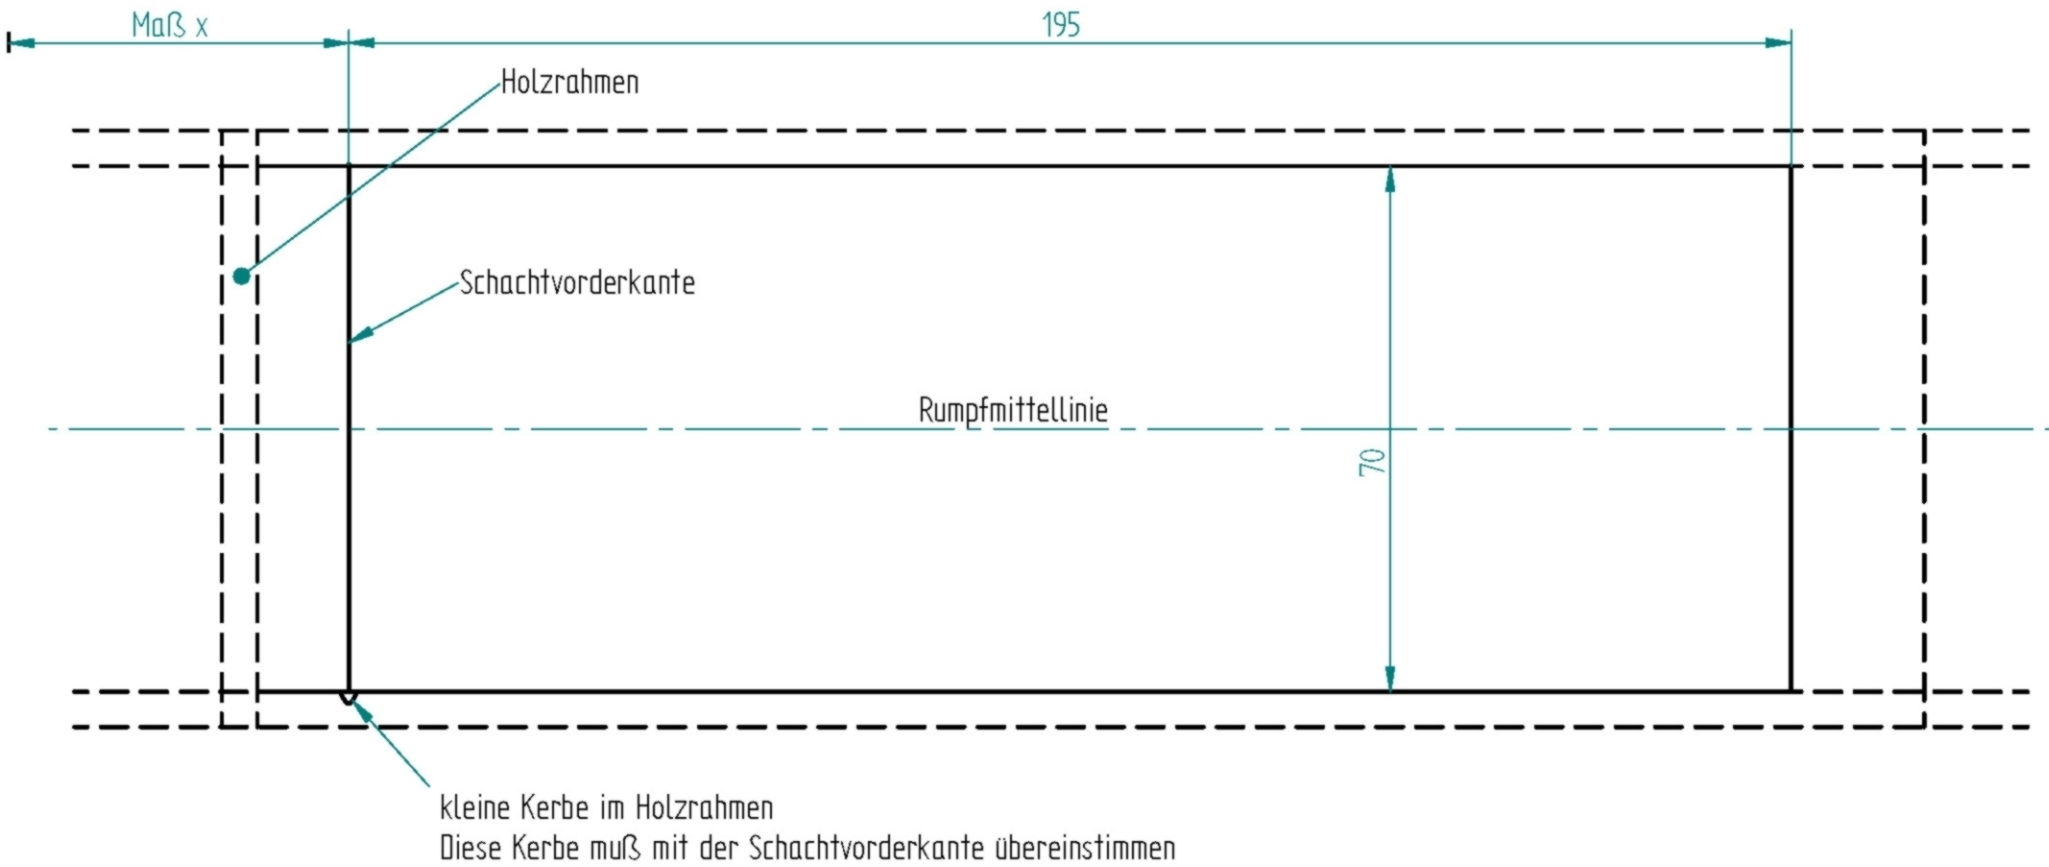 Maß x
195
Holzrahmen
Schachtvorderkante
Rumpfmittellinie
70
kleine Kerbe im Holzrahmen
Diese Kerbe muß mit der Schachtvorderkante übereinstimmen